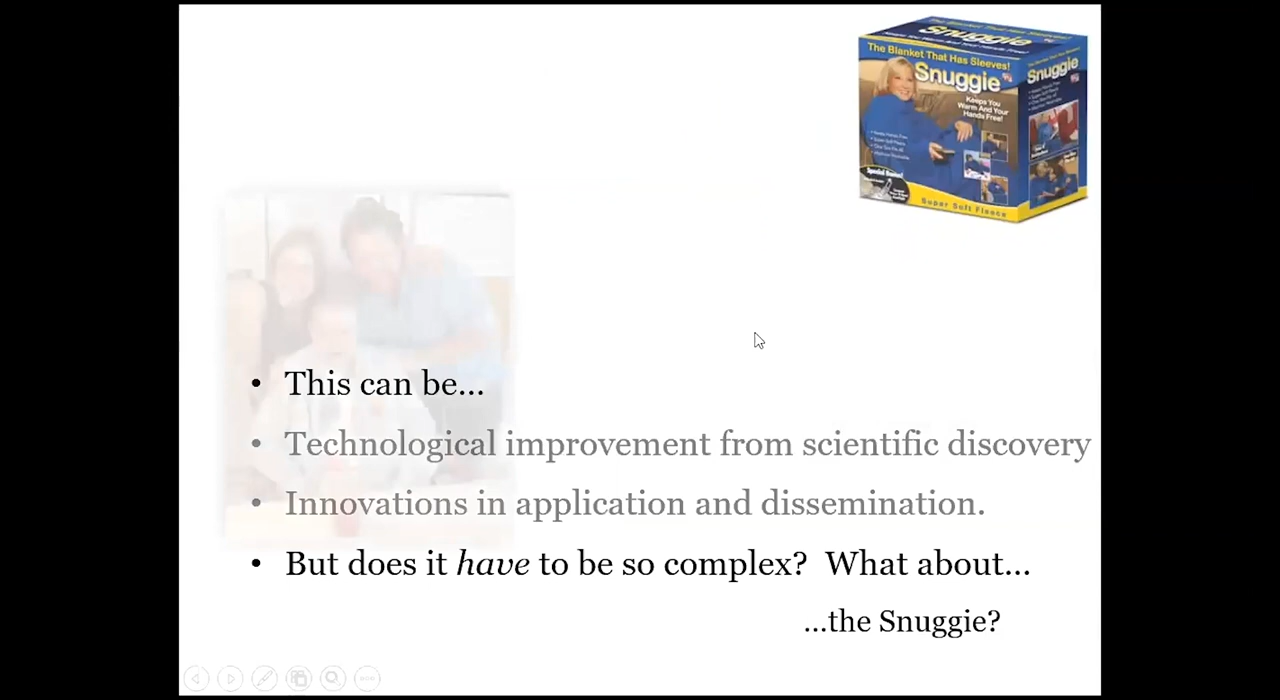 The Blanket That Has Sleeves!
Snuggie
Snuggie
Snuggie
Keeps You
Warm And Your
Hands Free!
Super Soft Fleece
• This can be...
• Technological improvement from scientific discovery
• Innovations in application and dissemination.
• But does it have to be so complex?  What about...
...the Snuggie?